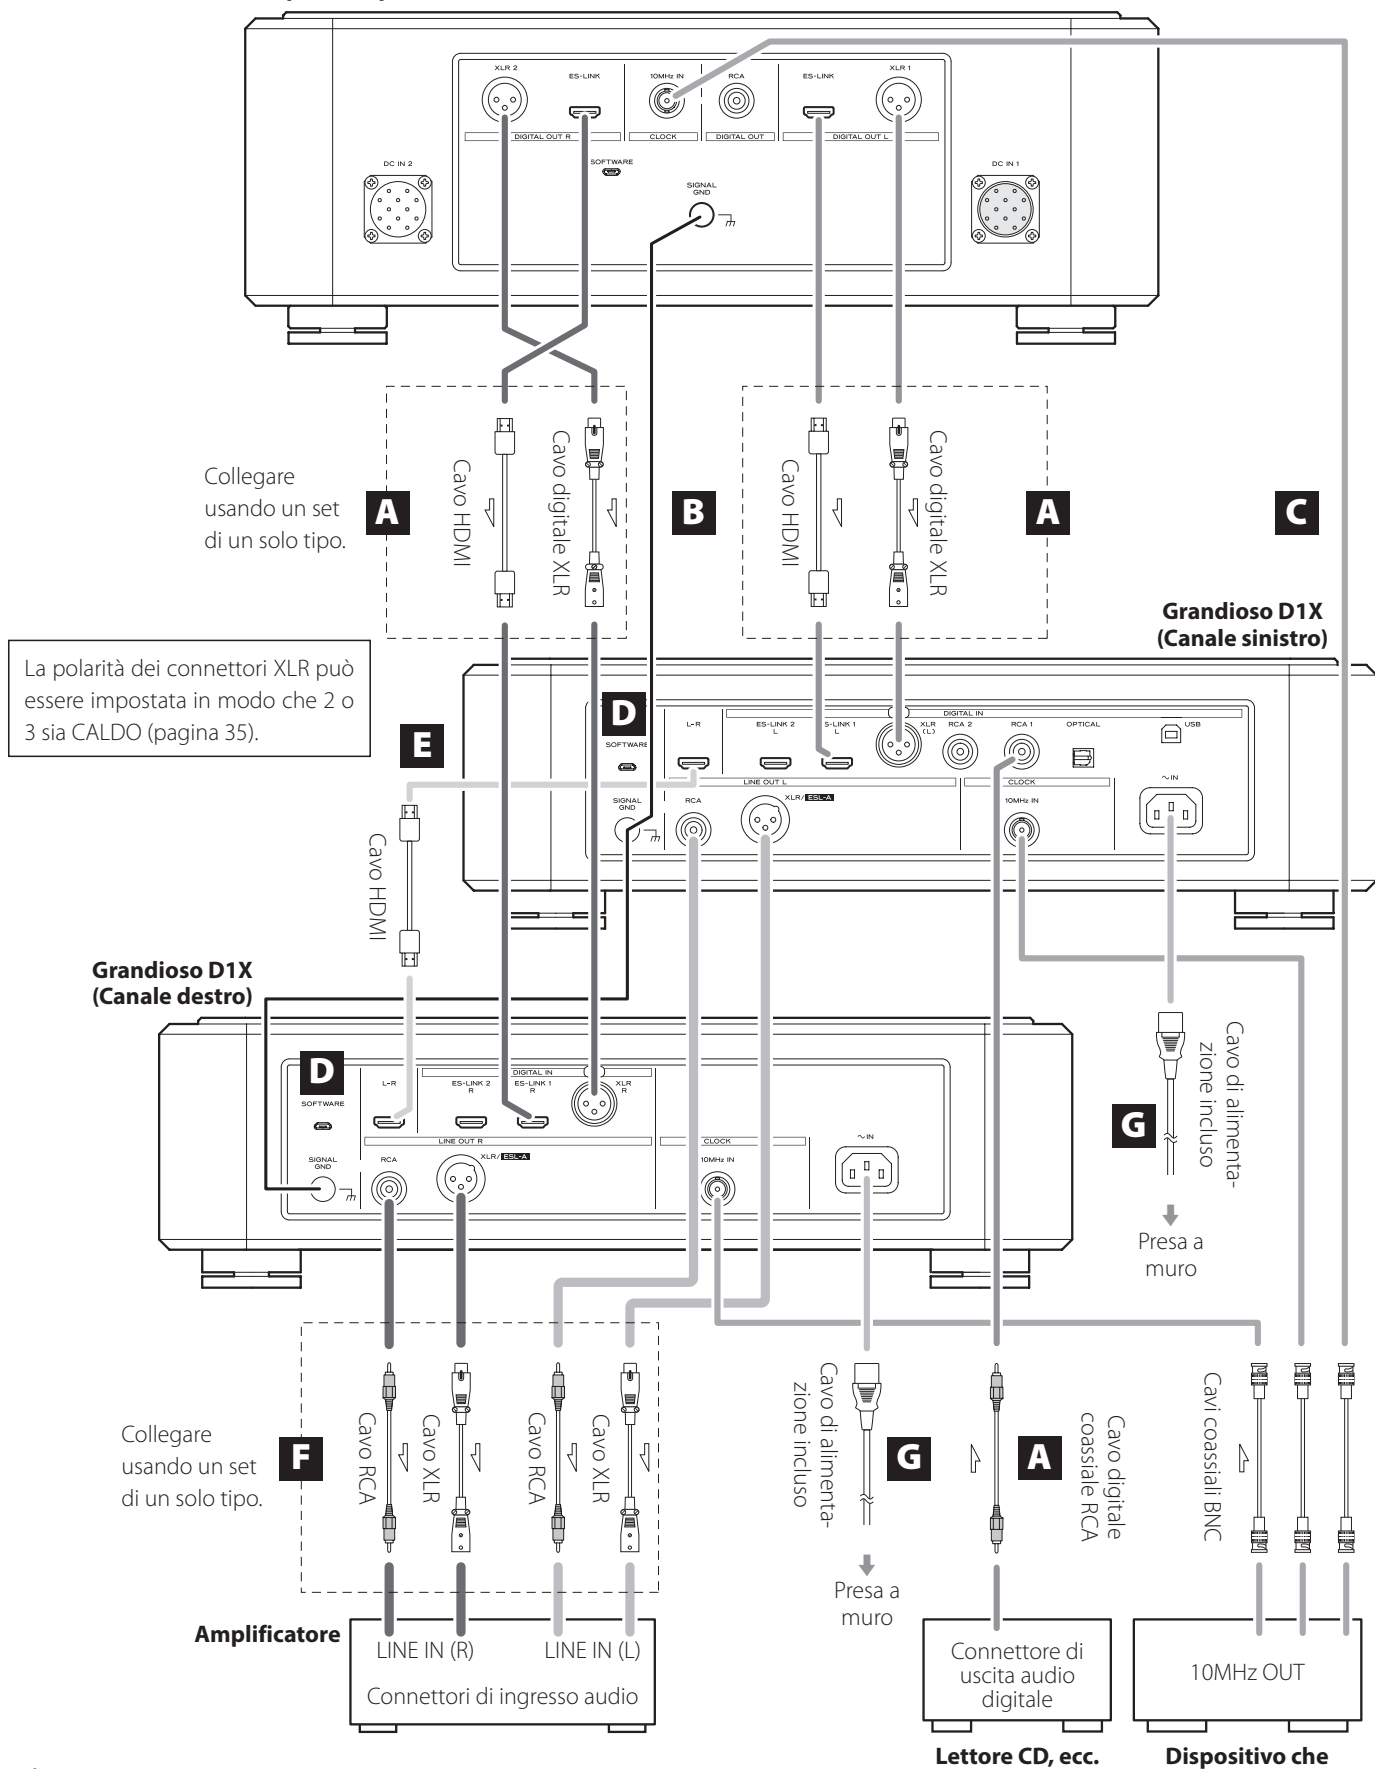 XLR 2
ES-LINK
10MHz IN
RCA
ES-LINK
XLR 1
DIGITAL OUT R
CLOCK
DIGITAL OUT
DIGITAL OUT L
SOFTWARE
DC IN 2
SIGNAL
GND
DC IN 1
Collegare
usando un set
di un solo tipo.
A
Cavo HDMI
Cavo digitale XLR
B
Cavo HDMI
Cavo digitale XLR
A
C
Grandioso D1X
(Canale sinistro)
La polarità dei connettori XLR può
essere impostata in modo che 2 o
3 sia CALDO (pagina 35).
E
D
SOFTWARE
L-R
DIGITAL IN
ES-LINK 2
L
S-LINK 1
L
XLR
(L)
RCA 2
RCA 1
OPTICAL
USB
LINE OUT L
CLOCK
SIGNAL
GND
RCA
XLR/ESL-A
10MHz IN
~IN
Cavo HDMI
Grandioso D1X
(Canale destro)
D
SOFTWARE
L-R
DIGITAL IN
ES-LINK 2
R
ES-LINK 1
R
XLR
R
LINE OUT R
CLOCK
SIGNAL
GND
RCA
XLR/ESL-A
10MHz IN
~IN
G
Cavo di alimenta-
zione incluso
Presa a
muro
Collegare
usando un set
di un solo tipo.
F
Cavo RCA
Cavo XLR
Cavo RCA
Cavo XLR
Cavo di alimenta-
zione incluso
G
Presa a
muro
A
Cavo digitale
coassiale RCA
Cavi coassiali BNC
Amplificatore
LINE IN (R)
LINE IN (L)
Connettori di ingresso audio
Connettore di
uscita audio
digitale
10MHz OUT
Lettore CD, ecc.
Dispositivo che